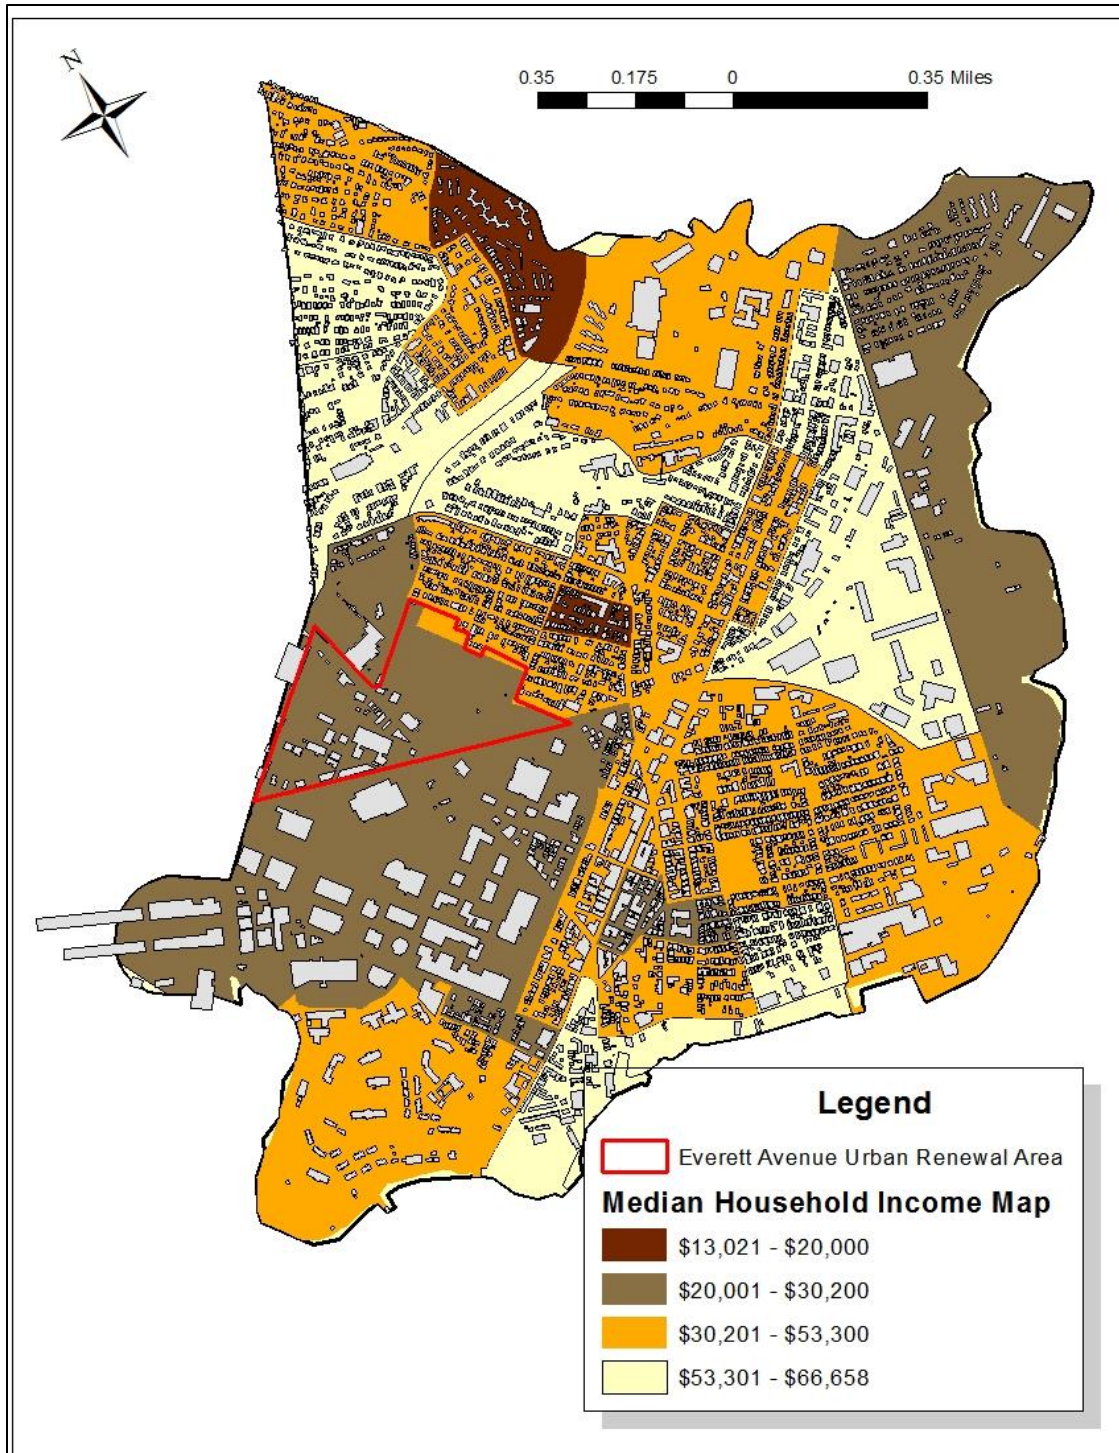 N
0.35 0.175 0 0.35 Miles
Legend
Everett Avenue Urban Renewal Area
Median Household Income Map
$13,021 - $20,000
$20,001 - $30,200
$30,201 - $53,300
$53,301 - $66,658